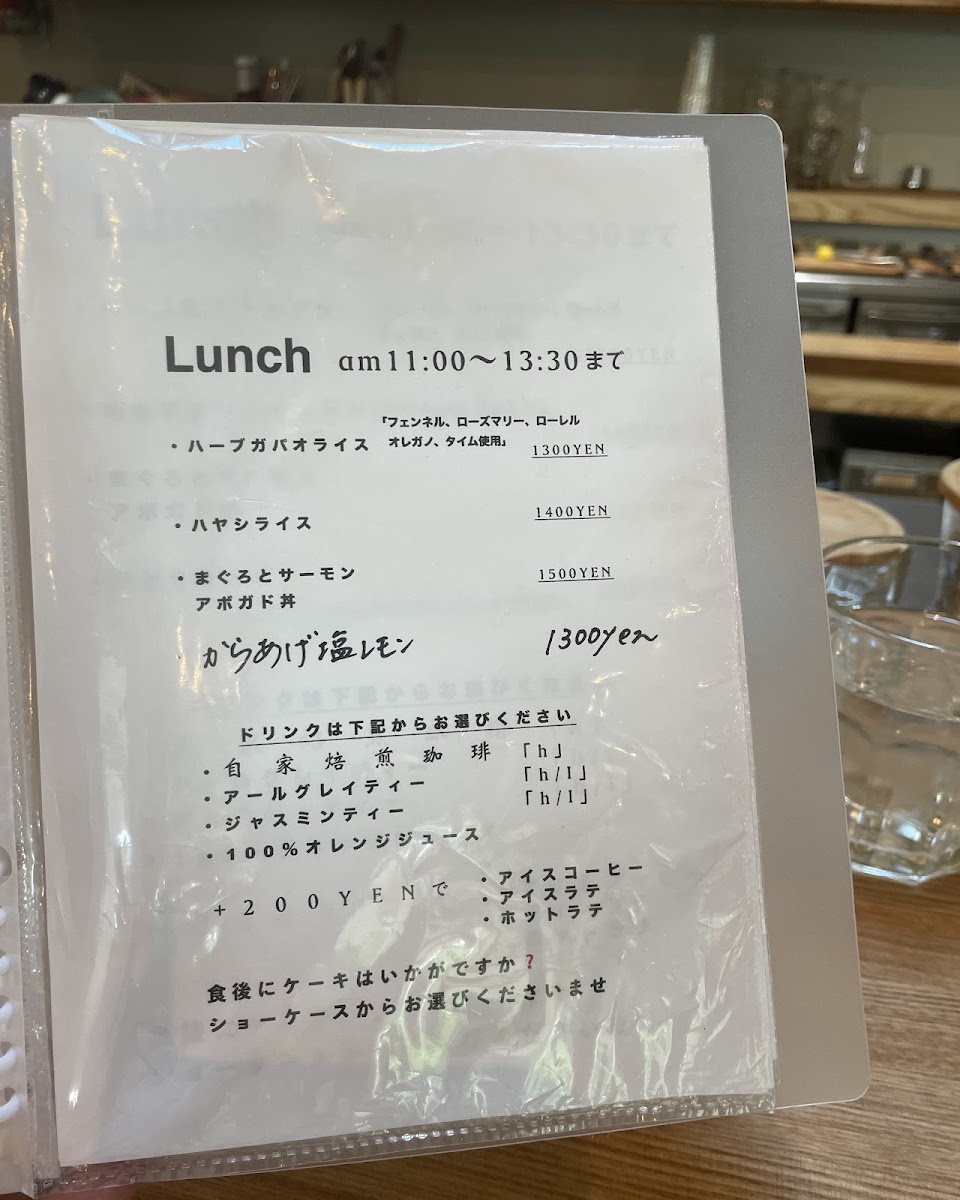 Lunch am11:00〜13:30まで
・ハーブガパオライス 「フェンネル、ローズマリー、ローレル
オレガノ、タイム使用」 1300YEN
・ハヤシライス 1400YEN
・まぐろとサーモン 1500YEN
アボガド丼
からあげ塩レモン 1300yen
ドリンクは下記からお選びください
・自家焙煎珈琲 「h」
・アールグレイティー 「h/I」
・ジャスミンティー 「h/I」
・100%オレンジジュース
+200YENで ・アイスコーヒー
・アイスラテ
・ホットラテ
食後にケーキはいかがですか❓
ショーケースからお選びくださいませ